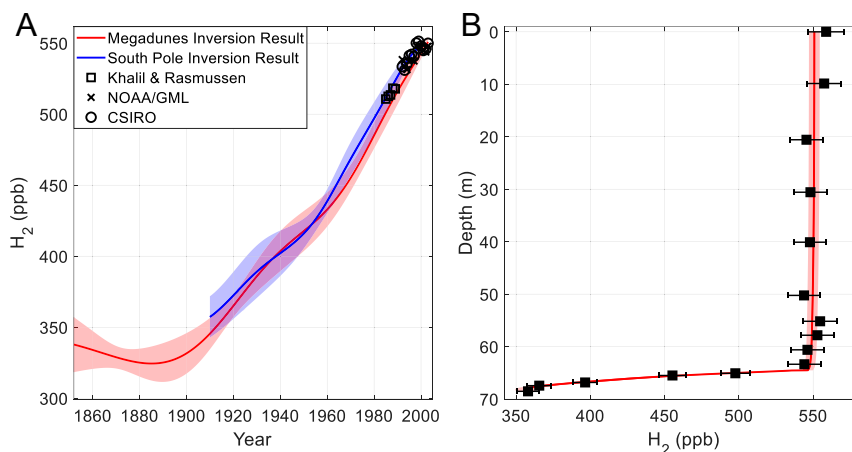 A
Megadunes Inversion Result
South Pole Inversion Result
Khalil & Rasmussen
NOAA/GML
CSIRO
550
500
450
400
350
300
H2 (ppb)
1860 1880 1900 1920 1940 1960 1980 2000
Year
B
0
10
20
30
40
50
60
70
Depth (m)
350 400 450 500 550
H2 (ppb)